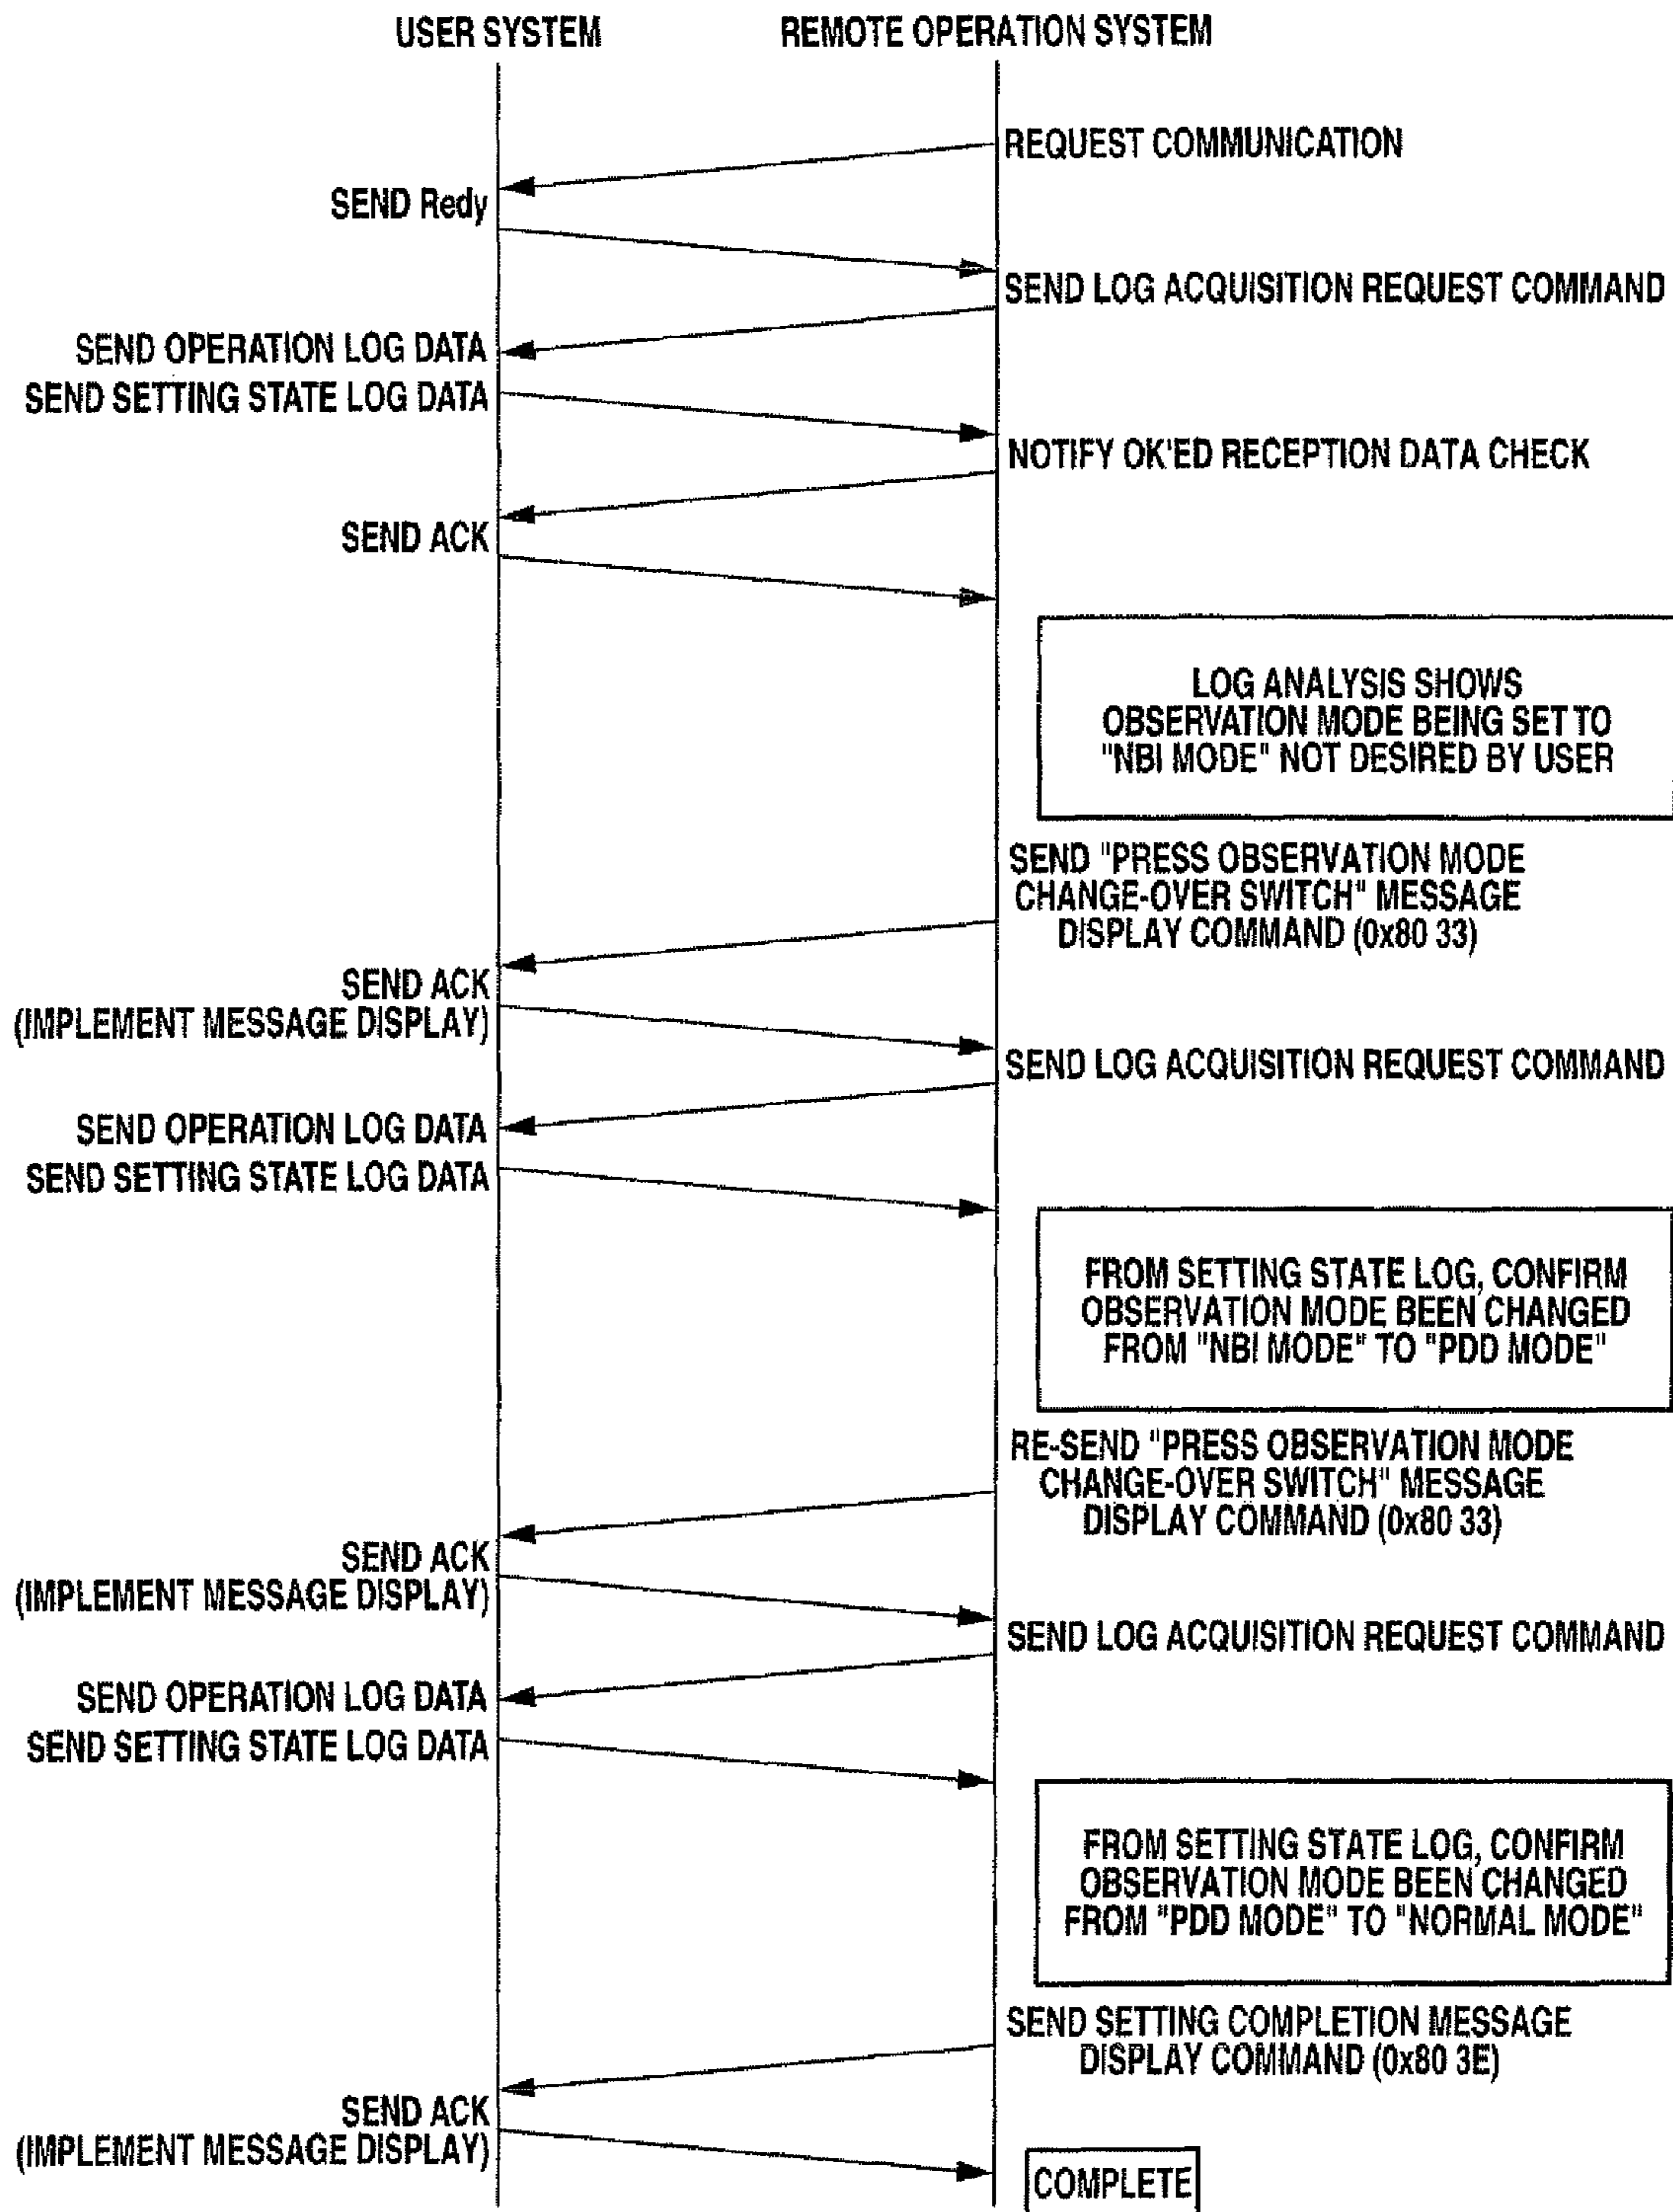 USER SYSTEM
REMOTE OPERATION SYSTEM
REQUEST COMMUNICATION
SEND Redy
SEND LOG ACQUISITION REQUEST COMMAND
SEND OPERATION LOG DATA
SEND SETTING STATE LOG DATA
NOTIFY OK'ED RECEPTION DATA CHECK
SEND ACK
LOG ANALYSIS SHOWS
OBSERVATION MODE BEING SET TO
"NBI MODE" NOT DESIRED BY USER
SEND "PRESS OBSERVATION MODE
CHANGE-OVER SWITCH" MESSAGE
DISPLAY COMMAND (0x80 33)
SEND ACK
(IMPLEMENT MESSAGE DISPLAY)
SEND LOG ACQUISITION REQUEST COMMAND
SEND OPERATION LOG DATA
SEND SETTING STATE LOG DATA
FROM SETTING STATE LOG, CONFIRM
OBSERVATION MODE BEEN CHANGED
FROM "NBI MODE" TO "PDD MODE"
RE-SEND "PRESS OBSERVATION MODE
CHANGE-OVER SWITCH" MESSAGE
DISPLAY COMMAND (0x80 33)
SEND ACK
(IMPLEMENT MESSAGE DISPLAY)
SEND LOG ACQUISITION REQUEST COMMAND
SEND OPERATION LOG DATA
SEND SETTING STATE LOG DATA
FROM SETTING STATE LOG, CONFIRM
OBSERVATION MODE BEEN CHANGED
FROM "PDD MODE" TO "NORMAL MODE"
SEND SETTING COMPLETION MESSAGE
DISPLAY COMMAND (0x80 3E)
SEND ACK
(IMPLEMENT MESSAGE DISPLAY)
COMPLETE